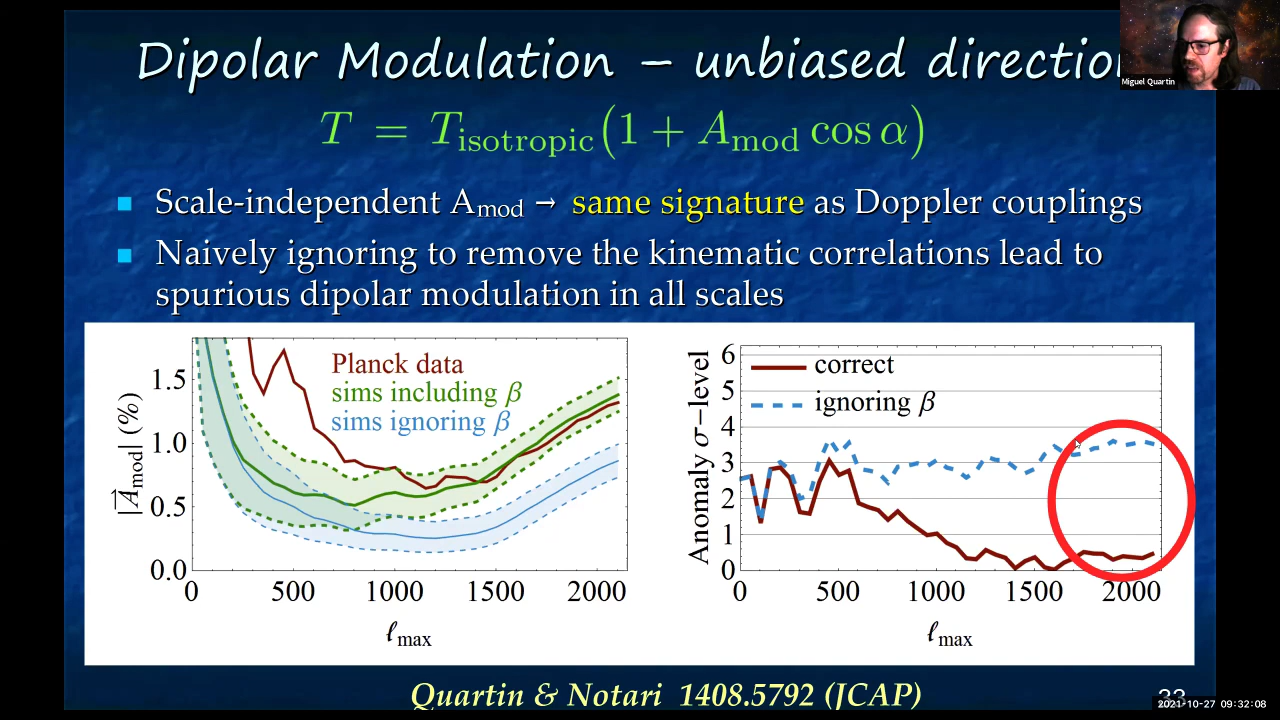 Dipolar Modulation – unbiased direction
Miguel Quartin
T = T_isotropic(1 + A_mod cos α)
Scale-independent A_mod → same signature as Doppler couplings
Naively ignoring to remove the kinematic correlations lead to
spurious dipolar modulation in all scales
Planck data
sims including β
sims ignoring β
|A⃗_mod| (%)
1.5
1.0
0.5
0.0
0 500 1000 1500 2000
ℓ_max
correct
ignoring β
Anomaly σ−level
6
5
4
3
2
1
0
0 500 1000 1500 2000
ℓ_max
Quartin & Notari 1408.5792 (JCAP)
33
2021-10-27 09:32:08